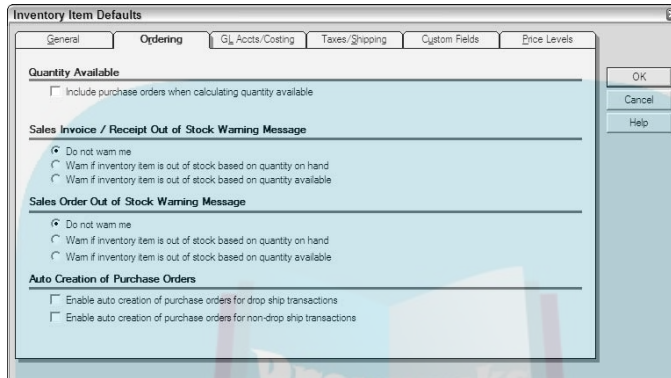 Inventory Item Defaults
General Ordering GL Accts/Costing Taxes/Shipping Custom Fields Price Levels
Quantity Available
Include purchase orders when calculating quantity available
Sales Invoice / Receipt Out of Stock Warning Message
Do not warn me
Warn if inventory item is out of stock based on quantity on hand
Warn if inventory item is out of stock based on quantity available
Sales Order Out of Stock Warning Message
Do not warn me
Warn if inventory item is out of stock based on quantity on hand
Warn if inventory item is out of stock based on quantity available
Auto Creation of Purchase Orders
Enable auto creation of purchase orders for drop ship transactions
Enable auto creation of purchase orders for non-drop ship transactions
OK
Cancel
Help